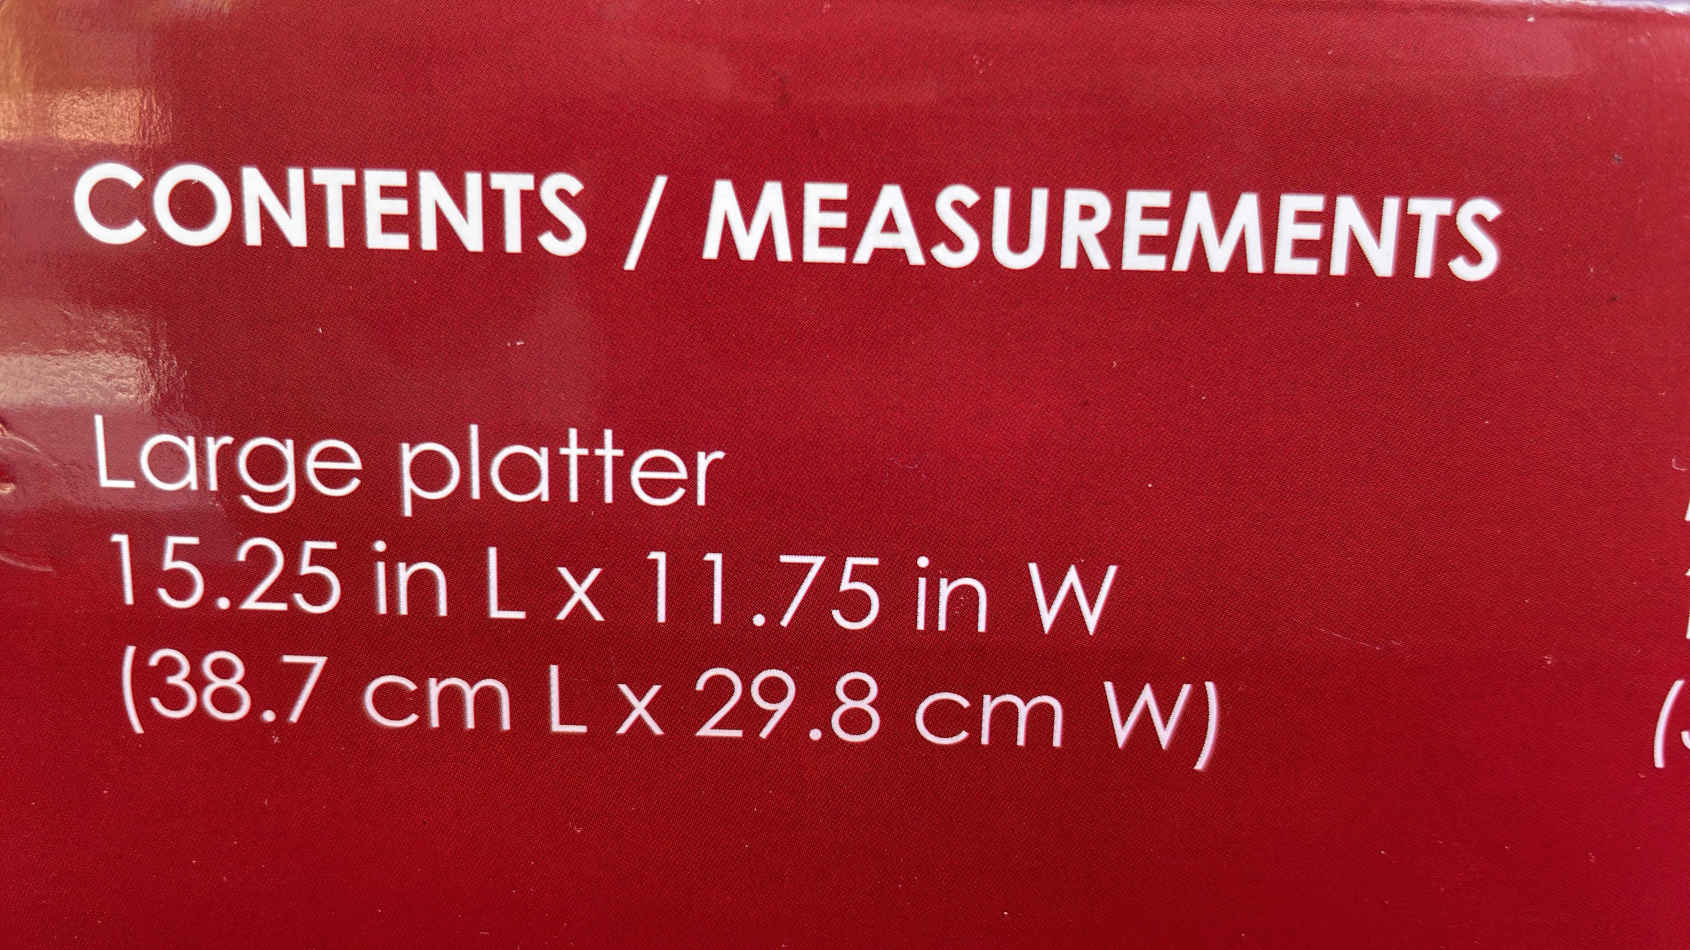 CONTENTS / MEASUREMENTS
Large platter
15.25 in L x 11.75 in W
(38.7 cm L x 29.8 cm W)